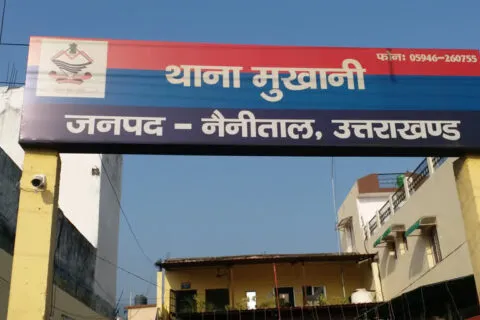 फोनः 05946-260755
थाना मुखानी
जनपद - नैनीताल, उत्तराखण्ड